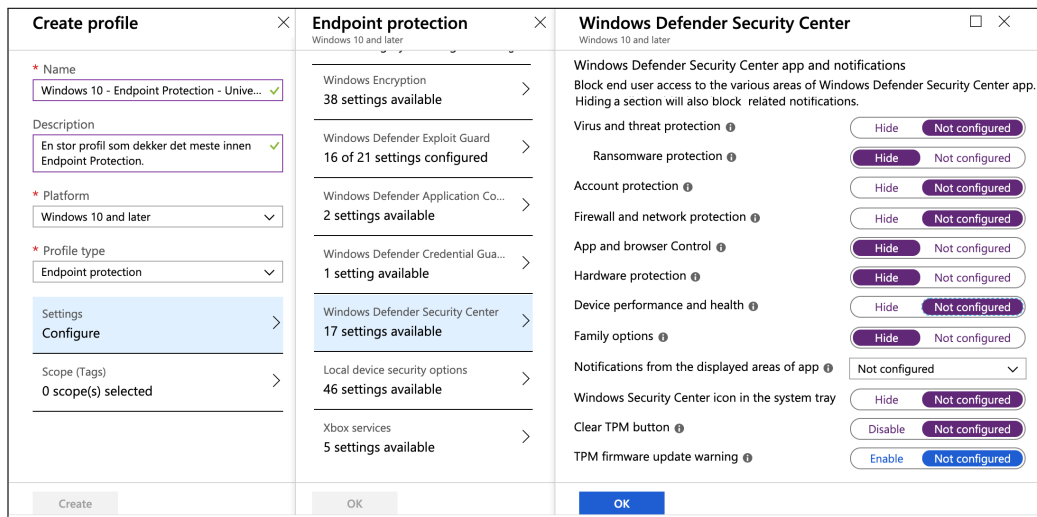 Create profile
* Name
Windows 10 - Endpoint Protection - Unive...
Description
En stor profil som dekker det meste innen
Endpoint Protection.
* Platform
Windows 10 and later
* Profile type
Endpoint protection
Settings
Configure
Scope (Tags)
0 scope(s) selected
Create
Endpoint protection
Windows 10 and later
Windows Encryption
38 settings available
Windows Defender Exploit Guard
16 of 21 settings configured
Windows Defender Application Co...
2 settings available
Windows Defender Credential Gua...
1 setting available
Windows Defender Security Center
17 settings available
Local device security options
46 settings available
Xbox services
5 settings available
OK
Windows Defender Security Center
Windows 10 and later
Windows Defender Security Center app and notifications
Block end user access to the various areas of Windows Defender Security Center app.
Hiding a section will also block related notifications.
Virus and threat protection Hide Not configured
Ransomware protection Hide Not configured
Account protection Hide Not configured
Firewall and network protection Hide Not configured
App and browser Control Hide Not configured
Hardware protection Hide Not configured
Device performance and health Hide Not configured
Family options Hide Not configured
Notifications from the displayed areas of app Not configured
Windows Security Center icon in the system tray Hide Not configured
Clear TPM button Disable Not configured
TPM firmware update warning Enable Not configured
OK